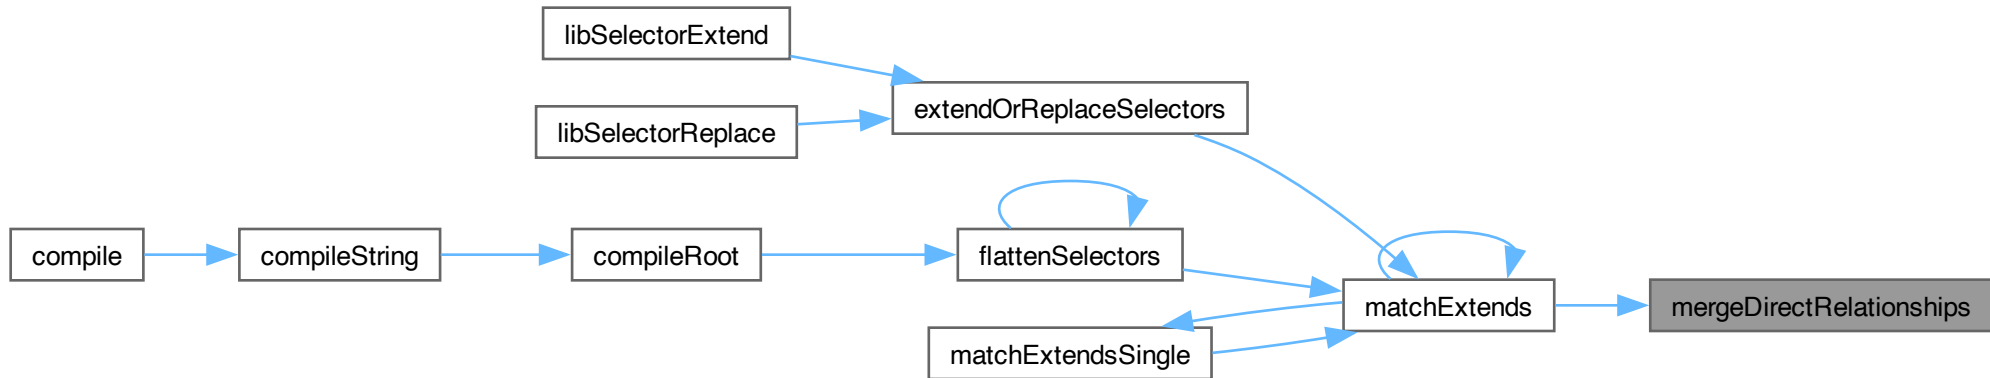 libSelectorExtend
extendOrReplaceSelectors
libSelectorReplace
compile
compileString
compileRoot
flattenSelectors
matchExtends
mergeDirectRelationships
matchExtendsSingle